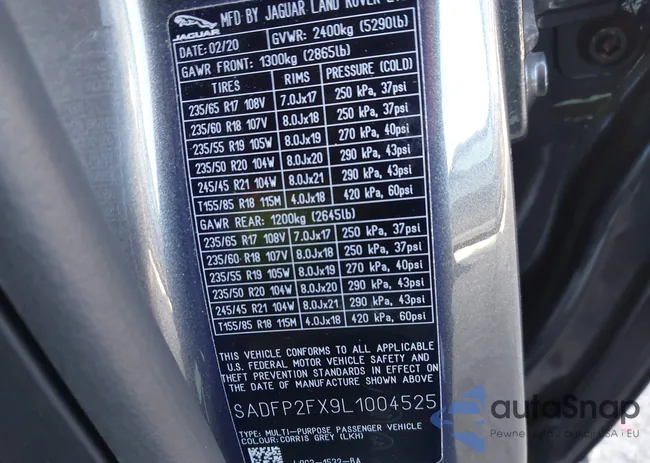 MFD BY JAGUAR LAND ROVER
JAGUAR
DATE: 02/20 GVWR: 2400kg (5290lb)
GAWR FRONT: 1300kg (2865lb)
TIRES RIMS PRESSURE (COLD)
235/65 R17 108V 7.0Jx17 250 kPa, 37psi
235/60 R18 107V 8.0Jx18 250 kPa, 37psi
235/55 R19 105W 8.0Jx19 270 kPa, 40psi
235/50 R20 104W 8.0Jx20 290 kPa, 43psi
245/45 R21 104W 8.0Jx21 290 kPa, 43psi
T155/85 R18 115M 4.0Jx18 420 kPa, 60psi
GAWR REAR: 1200kg (2645lb)
235/65 R17 108V 7.0Jx17 250 kPa, 37psi
235/60 R18 107V 8.0Jx18 250 kPa, 37psi
235/55 R19 105W 8.0Jx19 270 kPa, 40psi
235/50 R20 104W 8.0Jx20 290 kPa, 43psi
245/45 R21 104W 8.0Jx21 290 kPa, 43psi
T155/85 R18 115M 4.0Jx18 420 kPa, 60psi
THIS VEHICLE CONFORMS TO ALL APPLICABLE
U.S. FEDERAL MOTOR VEHICLE SAFETY AND
THEFT PREVENTION STANDARDS IN EFFECT ON
THE DATE OF MANUFACTURE SHOWN ABOVE
SADFP2FX9L1004525
TYPE: MULTI-PURPOSE PASSENGER VEHICLE
COLOUR: CORRIS GREY (LKH)
autoSnap
Pewne auto z USA i EU